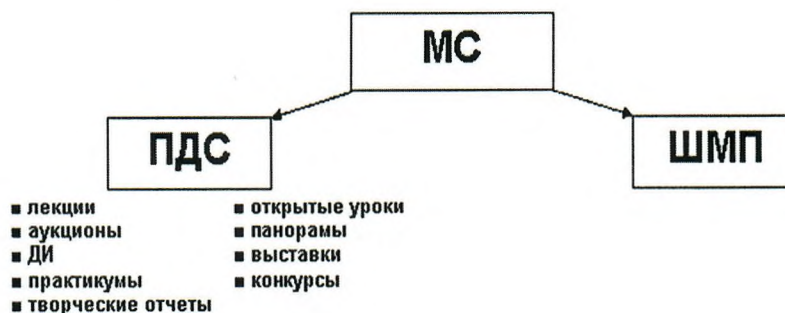 МС
ПДС
ШМП
▪ лекции
▪ аукционы
▪ ДИ
▪ практикумы
▪ творческие отчеты
▪ открытые уроки
▪ панорамы
▪ выставки
▪ конкурсы